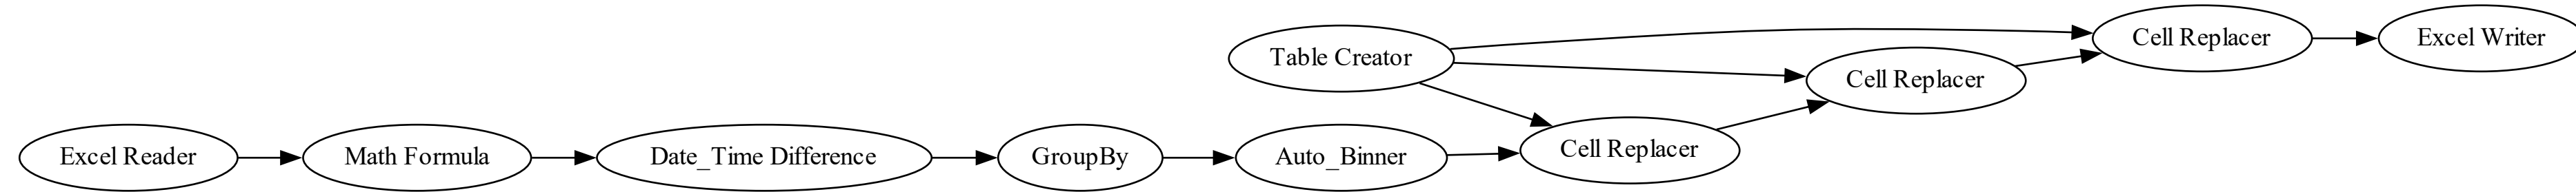 Excel Reader
Math Formula
Date_Time Difference
GroupBy
Auto_Binner
Table Creator
Cell Replacer
Cell Replacer
Cell Replacer
Excel Writer